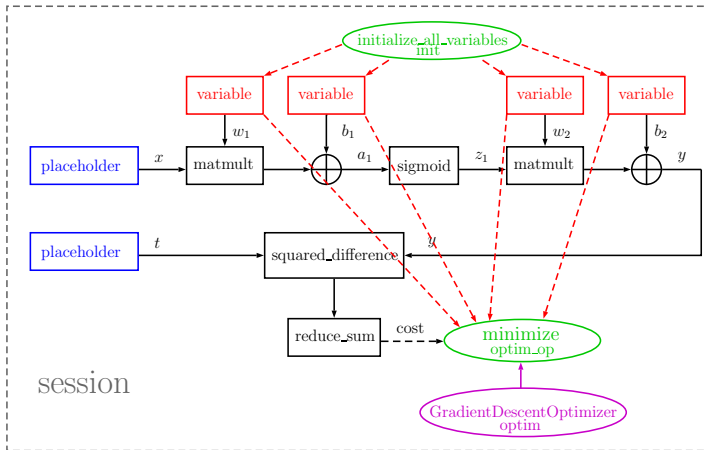 initialize_all_variables
init
variable
variable
variable
variable
w1
b1
w2
b2
placeholder
x
matmult
a1
sigmoid
z1
matmult
y
placeholder
t
squared_difference
y
reduce_sum
cost
minimize
optim_op
session
GradientDescentOptimizer
optim